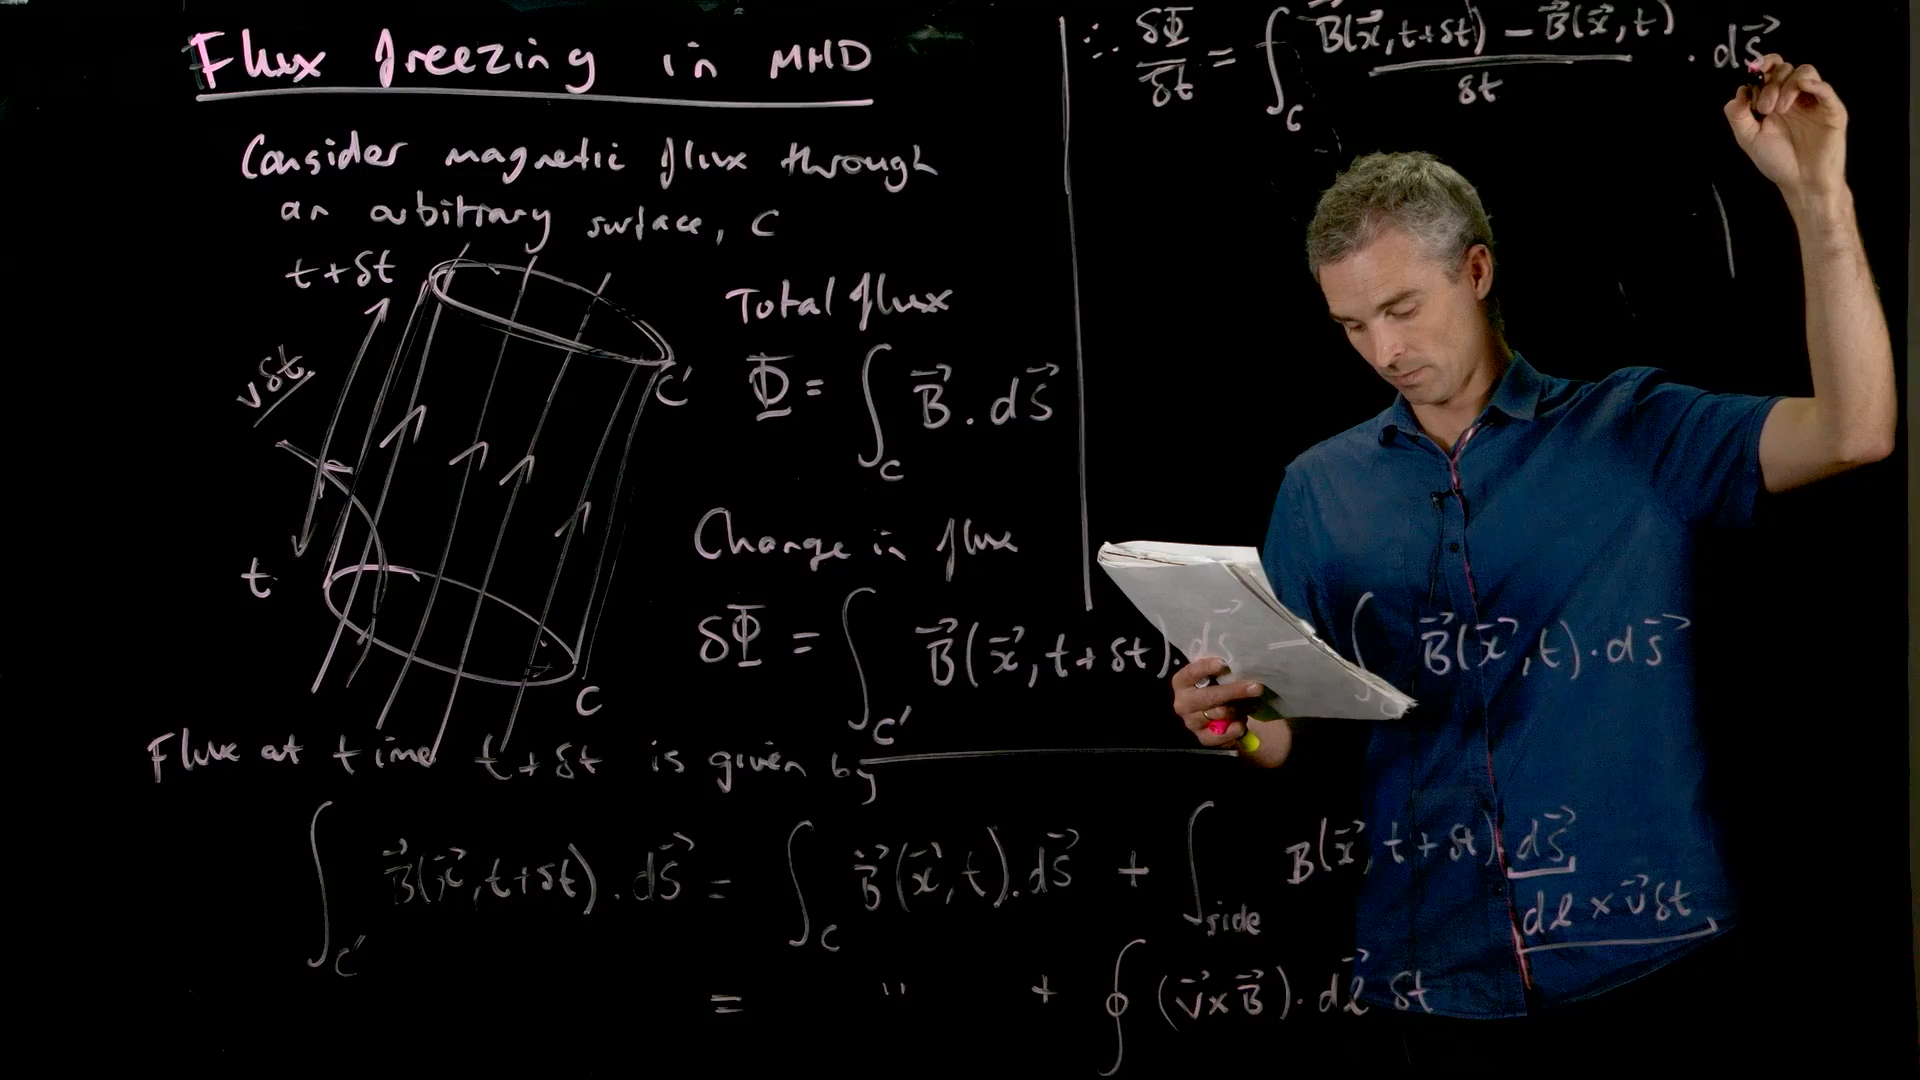 Flux freezing in MHD
Consider magnetic flux through
an arbitrary surface, C
t+δt
vδt
t
C'
C
Total flux
Φ = ∫_C B⃗ . dS⃗
Change in flux
δΦ = ∫_C' B⃗(x⃗, t+δt) . dS⃗ − ∫_C B⃗(x⃗, t) . dS⃗
Flux at time t+δt is given by
∫_C' B⃗(x⃗, t+δt) . dS⃗ = ∫_C B⃗(x⃗, t) . dS⃗ + ∫_side B(x⃗, t+δt) . dS⃗
dl × v⃗δt
= " + ∮ (v⃗ × B⃗) . dl⃗ δt
∴ δΦ/δt = ∫_C (B⃗(x⃗, t+δt) − B⃗(x⃗, t))/δt . dS⃗